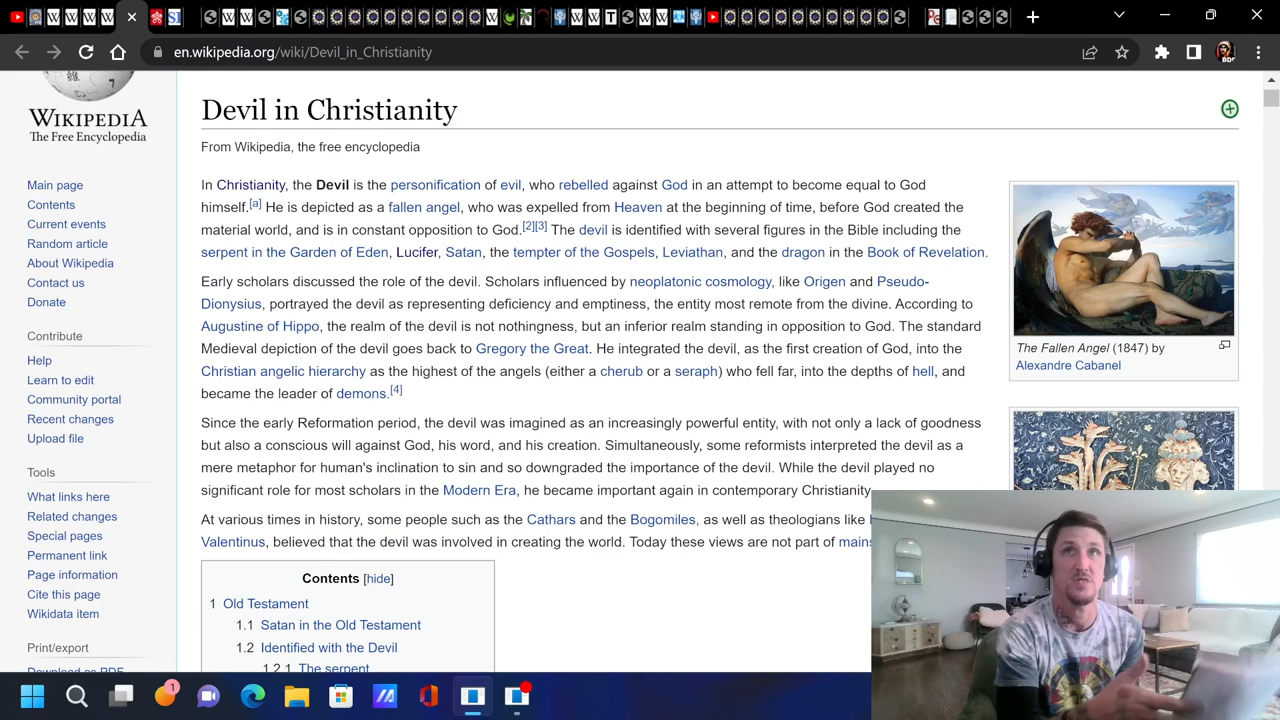 en.wikipedia.org/wiki/Devil_in_Christianity
WIKIPEDIA
The Free Encyclopedia
Main page
Contents
Current events
Random article
About Wikipedia
Contact us
Donate
Contribute
Help
Learn to edit
Community portal
Recent changes
Upload file
Tools
What links here
Related changes
Special pages
Permanent link
Page information
Cite this page
Wikidata item
Print/export
Download as PDF
Devil in Christianity
From Wikipedia, the free encyclopedia
In Christianity, the Devil is the personification of evil, who rebelled against God in an attempt to become equal to God
himself.[a] He is depicted as a fallen angel, who was expelled from Heaven at the beginning of time, before God created the
material world, and is in constant opposition to God.[2][3] The devil is identified with several figures in the Bible including the
serpent in the Garden of Eden, Lucifer, Satan, the tempter of the Gospels, Leviathan, and the dragon in the Book of Revelation.
Early scholars discussed the role of the devil. Scholars influenced by neoplatonic cosmology, like Origen and Pseudo-
Dionysius, portrayed the devil as representing deficiency and emptiness, the entity most remote from the divine. According to
Augustine of Hippo, the realm of the devil is not nothingness, but an inferior realm standing in opposition to God. The standard
Medieval depiction of the devil goes back to Gregory the Great. He integrated the devil, as the first creation of God, into the
Christian angelic hierarchy as the highest of the angels (either a cherub or a seraph) who fell far, into the depths of hell, and
became the leader of demons.[4]
Since the early Reformation period, the devil was imagined as an increasingly powerful entity, with not only a lack of goodness
but also a conscious will against God, his word, and his creation. Simultaneously, some reformists interpreted the devil as a
mere metaphor for human's inclination to sin and so downgraded the importance of the devil. While the devil played no
significant role for most scholars in the Modern Era, he became important again in contemporary Christianity
At various times in history, some people such as the Cathars and the Bogomiles, as well as theologians like
Valentinus, believed that the devil was involved in creating the world. Today these views are not part of mains
Contents [hide]
1 Old Testament
1.1 Satan in the Old Testament
1.2 Identified with the Devil
1.2.1 The serpent
The Fallen Angel (1847) by
Alexandre Cabanel
BDF
1